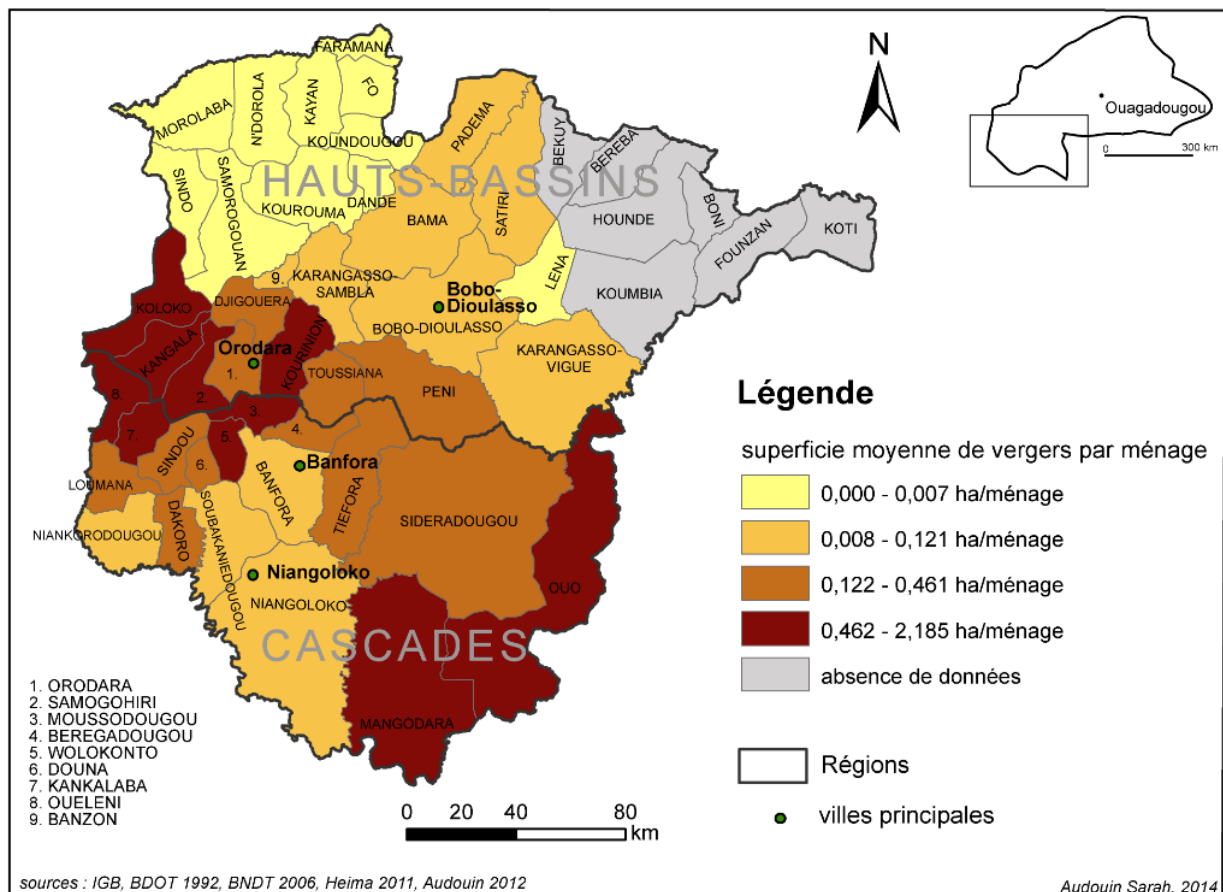 FARAMANA
N
MOROLABA
N'DOROLA
KAYAN
FO
KOUNDOUGOU
PADEMA
BEKUY
BEREBA
Ouagadougou
0 300 km
SINDO
SAMOROGOUAN
HAUTS-BASSINS
KOUROUMA
DANDE
BAMA
SATIRI
HOUNDE
BONI
FOUNZAN
KOTI
LENA
KOUMBIA
9.
KARANGASSO-
SAMBLA
DJIGOUERA
KOLOKO
Bobo-
Dioulasso
BOBO-DIOULASSO
KANGALA
Orodara
1.
KOURINION
TOUSSIANA
PENI
KARANGASSO-
VIGUE
8.
2.
3.
7.
5.
4.
SINDOU
6.
LOUMANA
Banfora
BANFORA
TIEFORA
SIDERADOUGOU
NIANKORODOUGOU
DAKORO
SOUBAKANIEDOUGOU
Niangoloko
NIANGOLOKO
OUO
CASCADES
MANGODARA
Légende
superficie moyenne de vergers par ménage
0,000 - 0,007 ha/ménage
0,008 - 0,121 ha/ménage
0,122 - 0,461 ha/ménage
0,462 - 2,185 ha/ménage
absence de données
Régions
villes principales
1. ORODARA
2. SAMOGOHIRI
3. MOUSSODOUGOU
4. BEREGADOUGOU
5. WOLOKONTO
6. DOUNA
7. KANKALABA
8. OUELENI
9. BANZON
0 20 40 80
km
sources : IGB, BDOT 1992, BNDT 2006, Heima 2011, Audouin 2012
Audouin Sarah, 2014